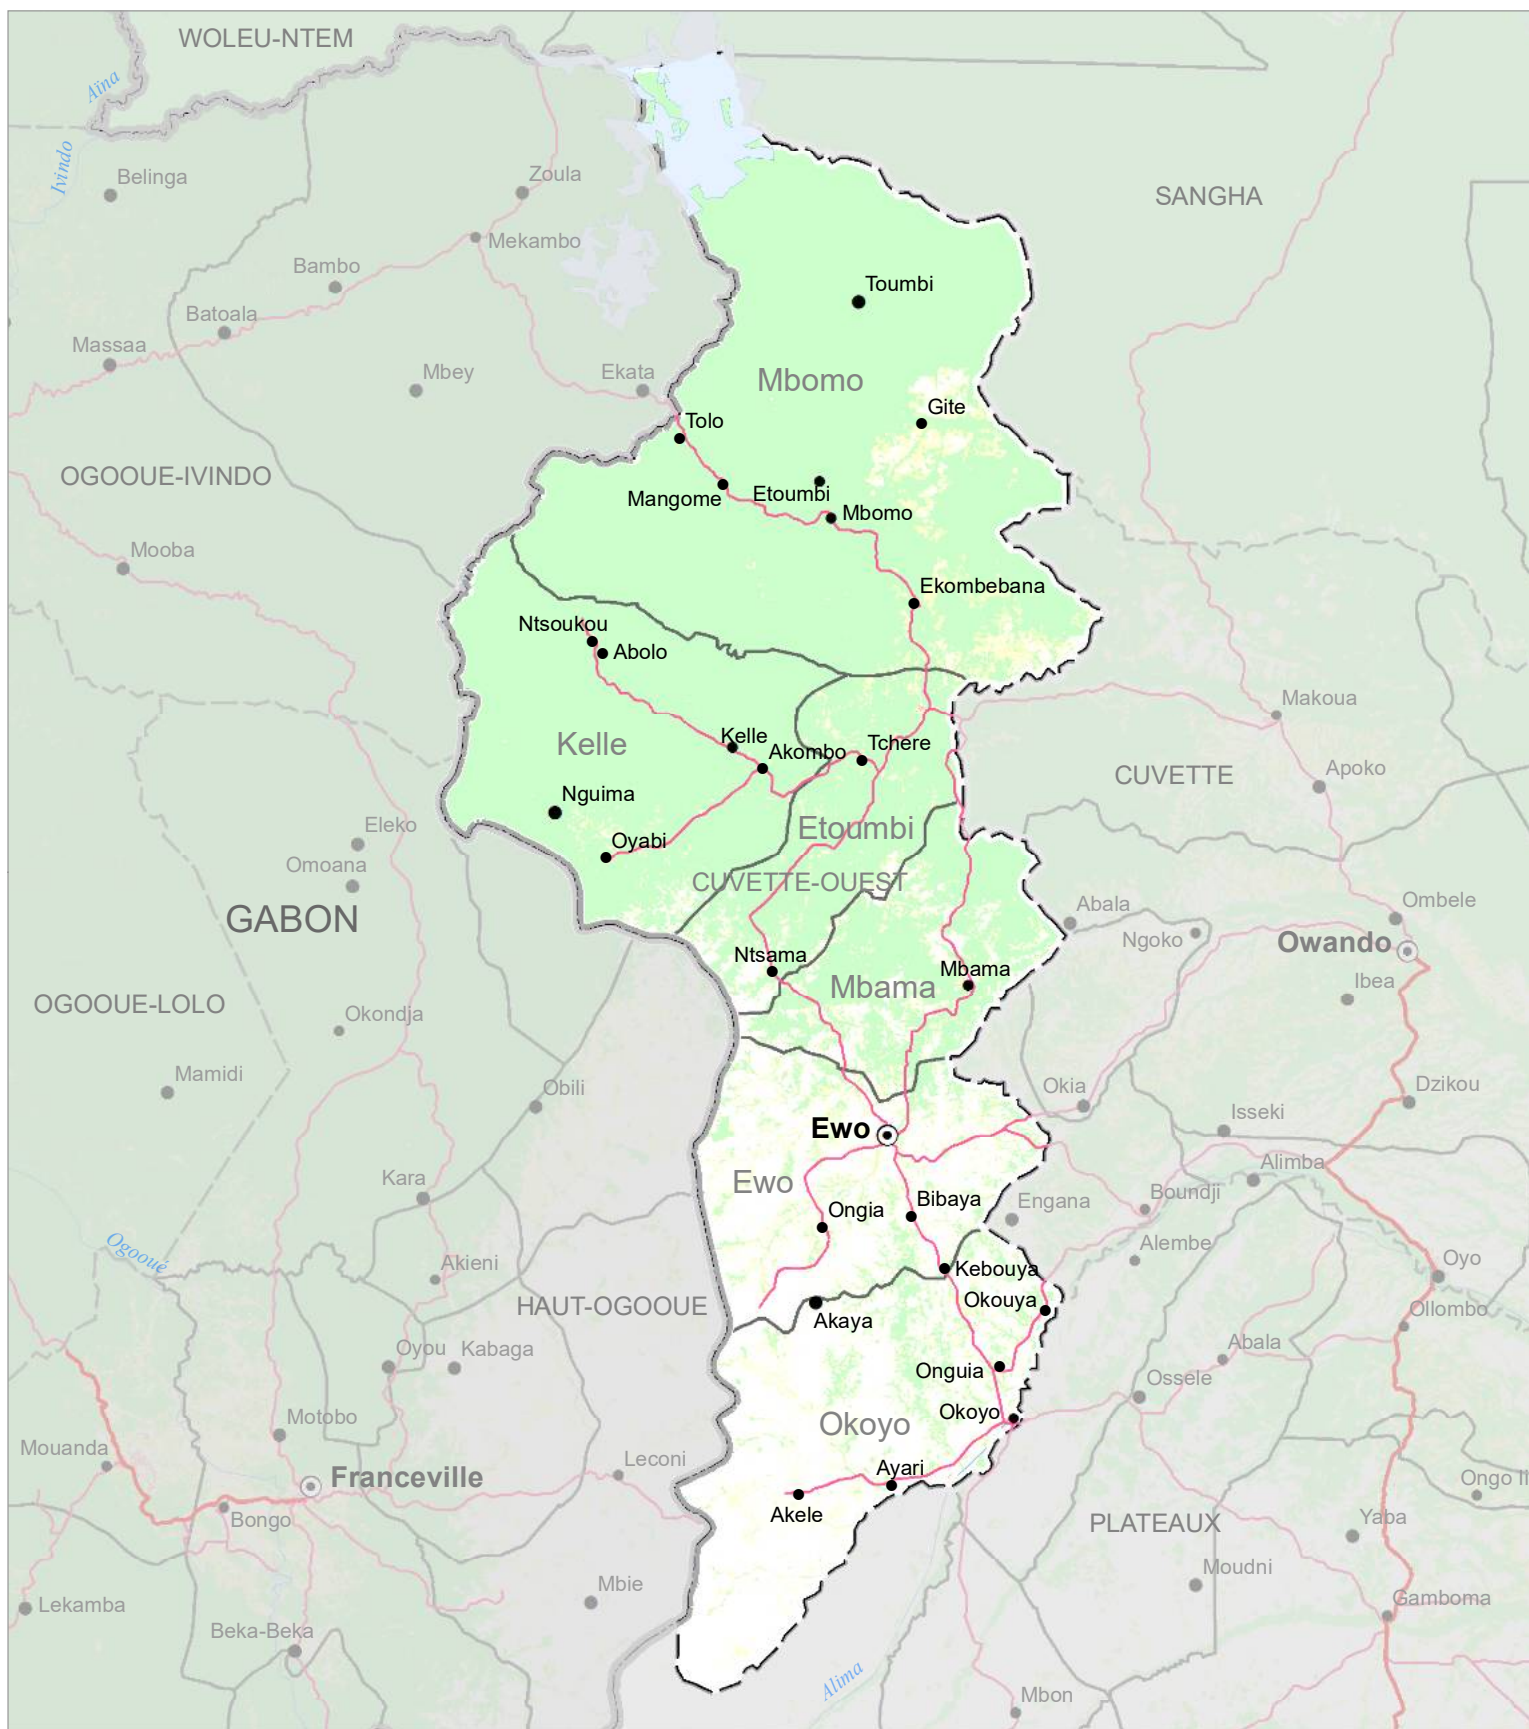 WOLEU-NTEM
Aïna
Ivindo
Belinga
Zoula
SANGHA
Mekambo
Bambo
Toumbi
Batoala
Massaa
Mbey
Ekata
Mbomo
Gite
Tolo
OGOOUE-IVINDO
Mangome
Etoumbi
Mbomo
Mooba
Ekombebana
Ntsoukou
Abolo
Makoua
Kelle
Kelle
Akombo
Tchere
CUVETTE
Apoko
Nguima
Eleko
Oyabi
Etoumbi
Omoana
CUVETTE-OUEST
GABON
Abala
Ombele
Ngoko
Owando
Ntsama
Mbama
Ibea
OGOOUE-LOLO
Mbama
Okondja
Mamidi
Obili
Okia
Dzikou
Isseki
Ewo
Alimba
Kara
Ewo
Ongia
Bibaya
Engana
Boundji
Ogooué
Alembe
Akieni
Kebouya
Oyo
HAUT-OGOOUE
Okouya
Akaya
Ollombo
Oyou
Kabaga
Onguia
Abala
Ossele
Motobo
Okoyo
Okoyo
Mouanda
Franceville
Leconi
Ayari
Ongo II
Bongo
Akele
PLATEAUX
Yaba
Mbie
Moudni
Lekamba
Gamboma
Beka-Beka
Alima
Mbon